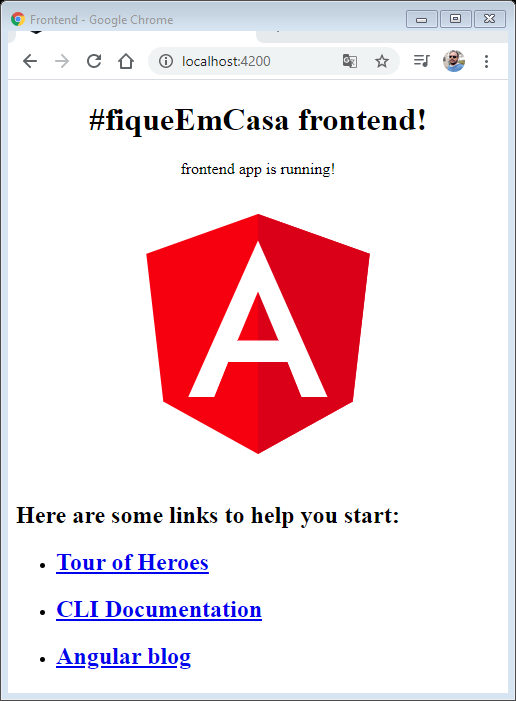 Frontend - Google Chrome
localhost:4200
#fiqueEmCasa frontend!
frontend app is running!
A
Here are some links to help you start:
Tour of Heroes
CLI Documentation
Angular blog